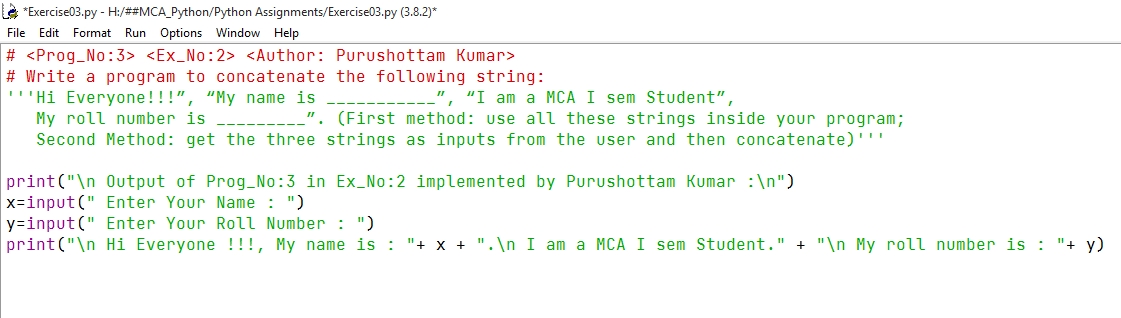 *Exercise03.py - H:/##MCA_Python/Python Assignments/Exercise03.py (3.8.2)*
File Edit Format Run Options Window Help
# <Prog_No:3> <Ex_No:2> <Author: Purushottam Kumar>
# Write a program to concatenate the following string:
'''Hi Everyone!!!”, “My name is ___________”, “I am a MCA I sem Student”,
   My roll number is _________”. (First method: use all these strings inside your program;
   Second Method: get the three strings as inputs from the user and then concatenate)'''
print("\n Output of Prog_No:3 in Ex_No:2 implemented by Purushottam Kumar :\n")
x=input(" Enter Your Name : ")
y=input(" Enter Your Roll Number : ")
print("\n Hi Everyone !!!, My name is : "+ x + ".\n I am a MCA I sem Student." + "\n My roll number is : "+ y)